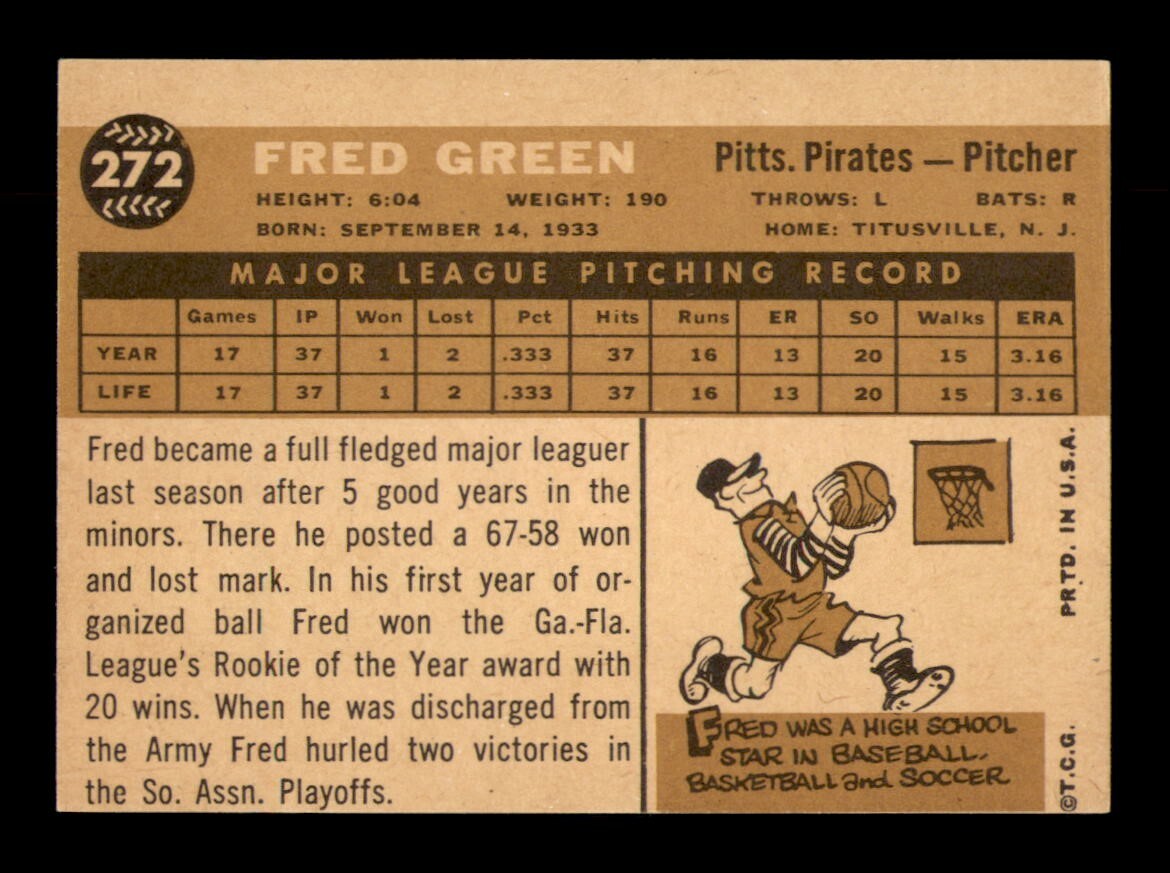 272
FRED GREEN
Pitts. Pirates — Pitcher
HEIGHT: 6:04 WEIGHT: 190 THROWS: L BATS: R
BORN: SEPTEMBER 14, 1933 HOME: TITUSVILLE, N. J.
MAJOR LEAGUE PITCHING RECORD
Games IP Won Lost Pct Hits Runs ER SO Walks ERA
YEAR 17 37 1 2 .333 37 16 13 20 15 3.16
LIFE 17 37 1 2 .333 37 16 13 20 15 3.16
Fred became a full fledged major leaguer
last season after 5 good years in the
minors. There he posted a 67-58 won
and lost mark. In his first year of or-
ganized ball Fred won the Ga.-Fla.
League's Rookie of the Year award with
20 wins. When he was discharged from
the Army Fred hurled two victories in
the So. Assn. Playoffs.
FRED WAS A HIGH SCHOOL
STAR IN BASEBALL,
BASKETBALL and SOCCER
©T.C.G. PRTD. IN U.S.A.